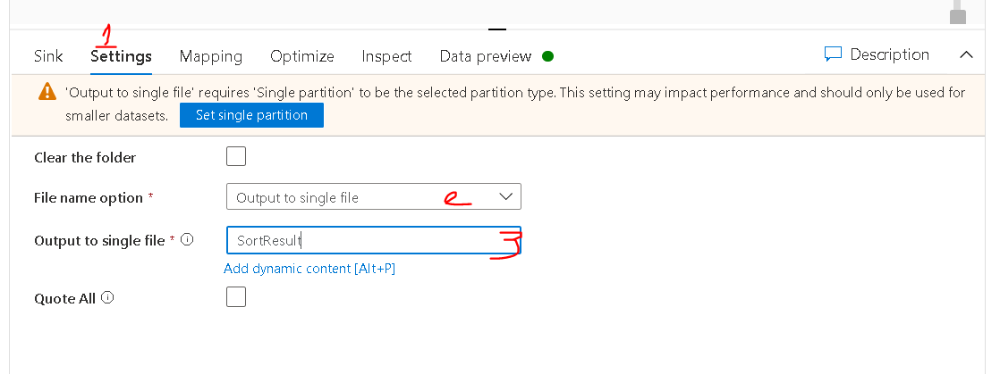 1
Sink Settings Mapping Optimize Inspect Data preview Description
'Output to single file' requires 'Single partition' to be the selected partition type. This setting may impact performance and should only be used for
smaller datasets. Set single partition
Clear the folder
File name option * Output to single file e
Output to single file * SortResult 3
Add dynamic content [Alt+P]
Quote All